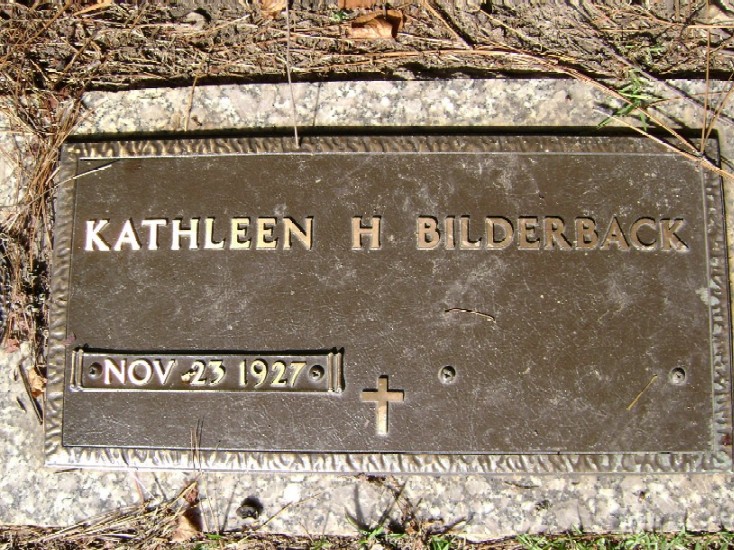 KATHLEEN H BILDERBACK
NOV 23 1927